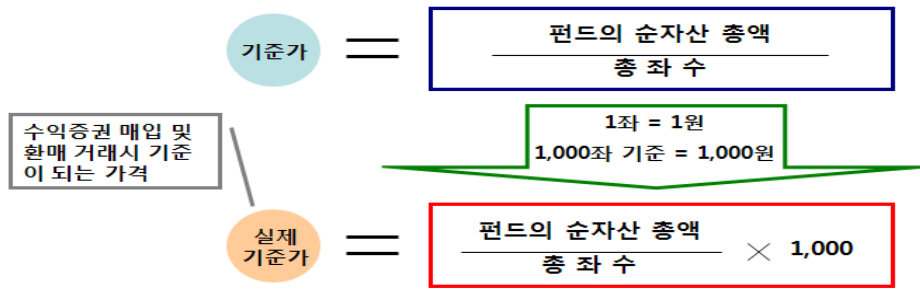 기준가
=
펀드의 순자산 총액
총 좌 수
수익증권 매입 및
환매 거래시 기준
이 되는 가격
1좌 = 1원
1,000좌 기준 = 1,000원
실제
기준가
=
펀드의 순자산 총액
총 좌 수
× 1,000